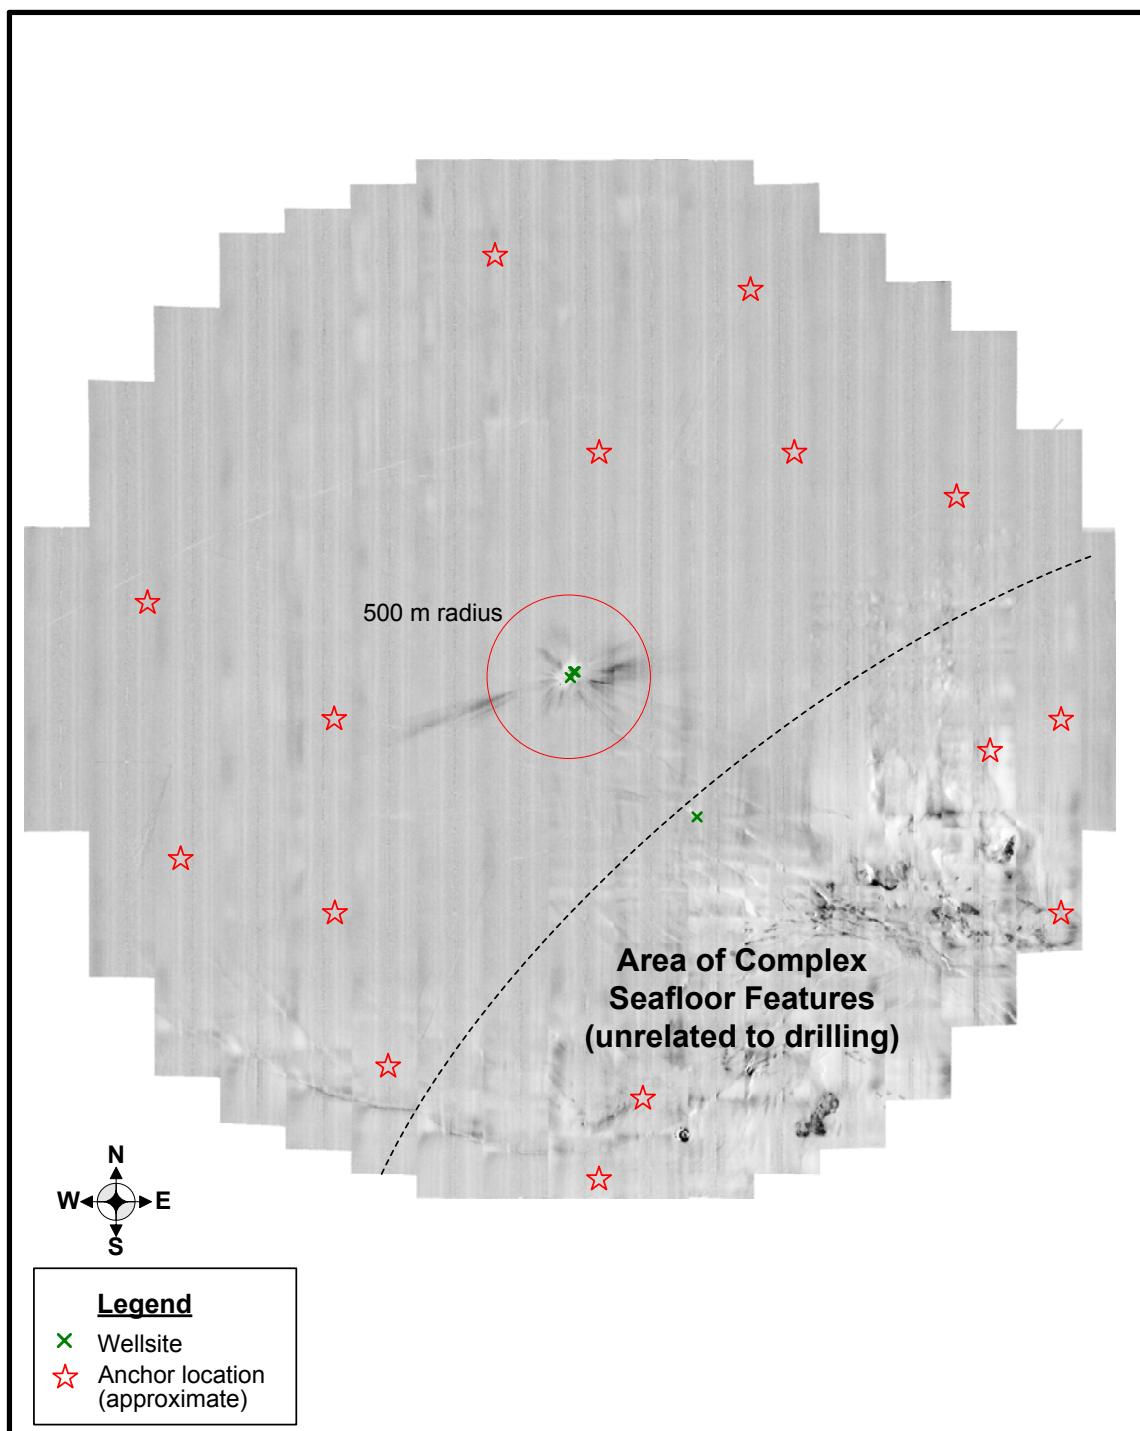 500 m radius
Area of Complex
Seafloor Features
(unrelated to drilling)
N
W E
S
Legend
Wellsite
Anchor location
(approximate)